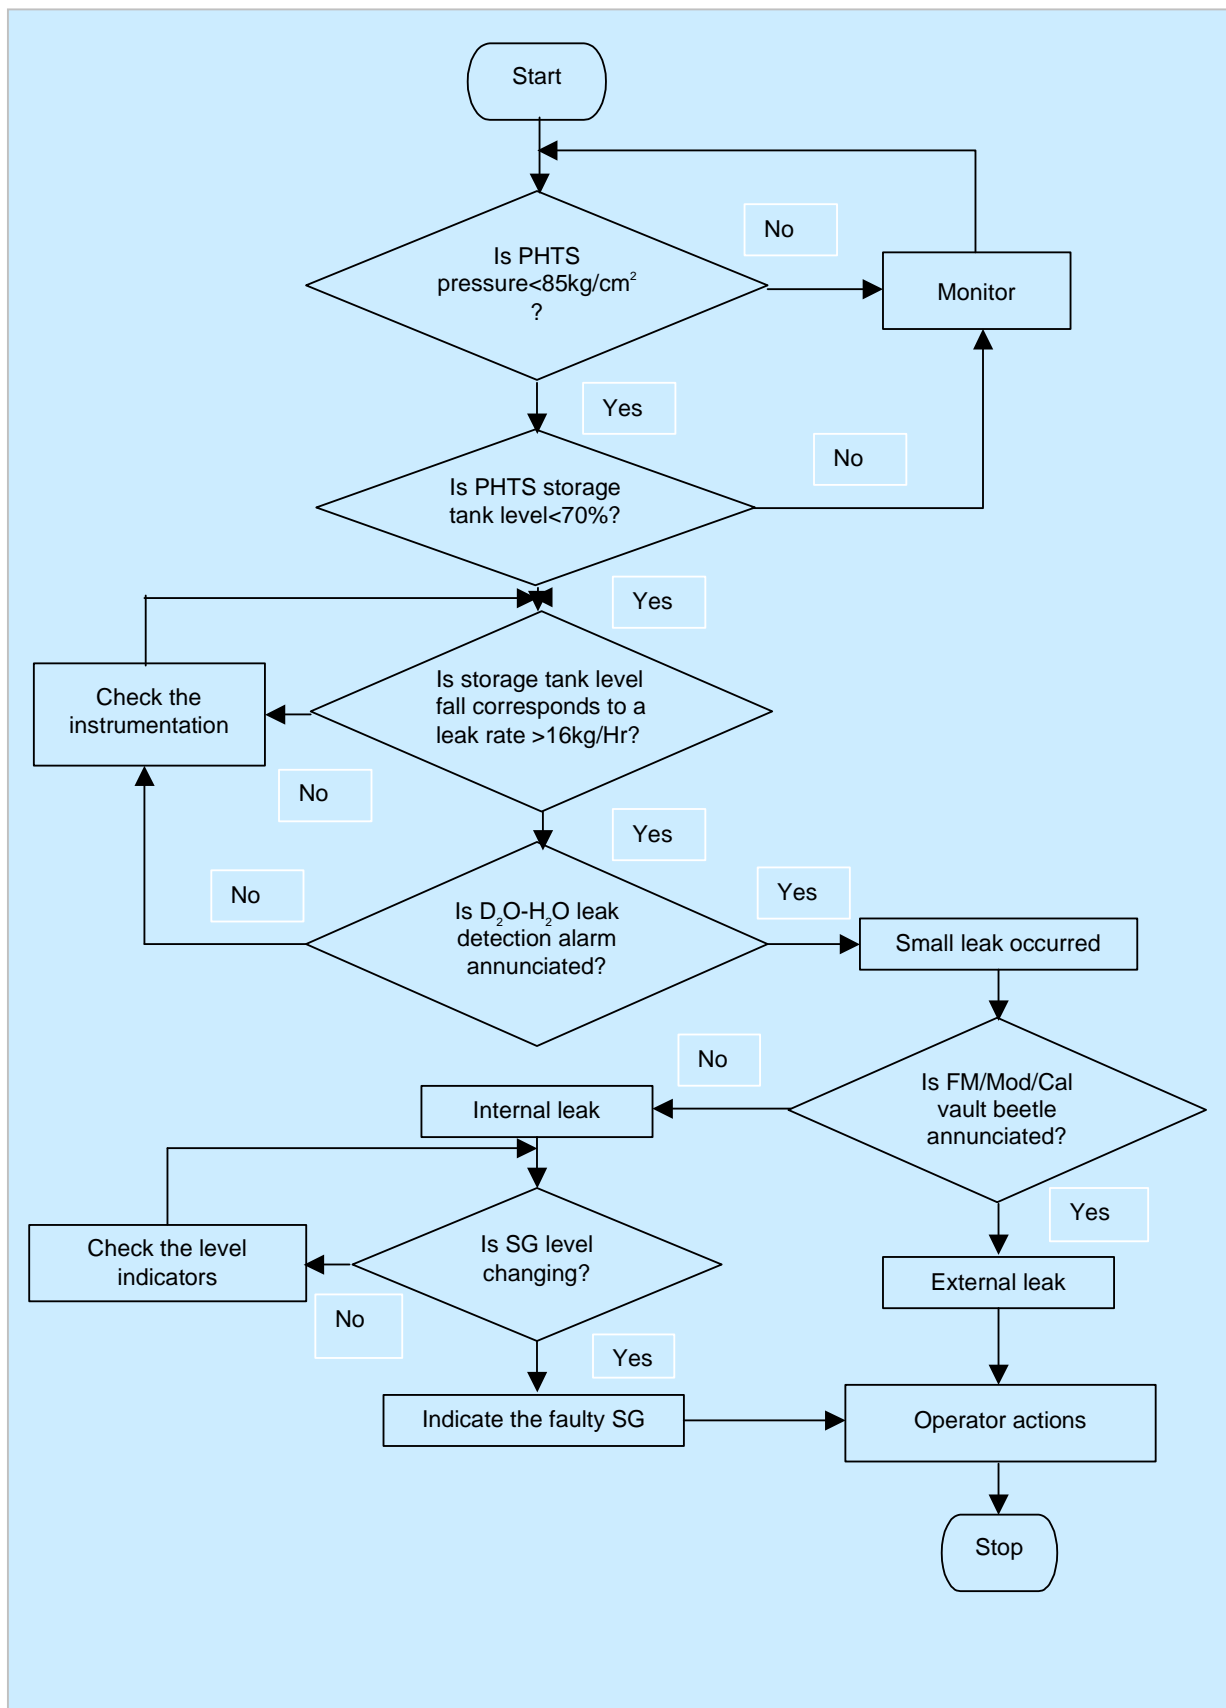 Start
No
Is PHTS
pressure<85kg/cm²
?
Monitor
Yes
No
Is PHTS storage
tank level<70%?
Yes
Is storage tank level
fall corresponds to a
leak rate >16kg/Hr?
Check the
instrumentation
No
Yes
No
Yes
Is D₂O-H₂O leak
detection alarm
annunciated?
Small leak occurred
No
Is FM/Mod/Cal
vault beetle
annunciated?
Internal leak
Yes
Is SG level
changing?
Check the level
indicators
External leak
No
Yes
Indicate the faulty SG
Operator actions
Stop